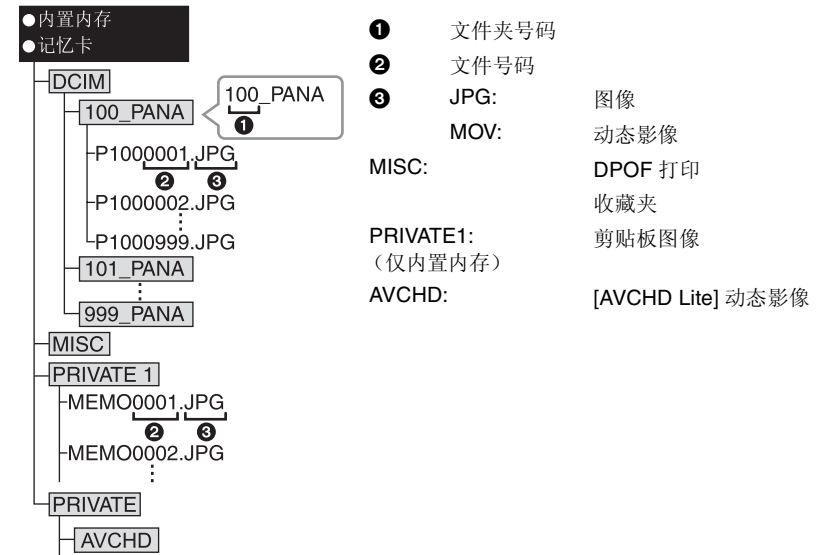 ●内置内存
●记忆卡
DCIM
100_PANA
100_PANA
❶
P1000001.JPG
❷ ❸
P1000002.JPG
P1000999.JPG
101_PANA
999_PANA
MISC
PRIVATE 1
MEMO0001.JPG
❷ ❸
MEMO0002.JPG
PRIVATE
AVCHD
❶ 文件夹号码
❷ 文件号码
❸ JPG: 图像
MOV: 动态影像
MISC: DPOF 打印
收藏夹
PRIVATE1: 剪贴板图像
（仅内置内存）
AVCHD: [AVCHD Lite] 动态影像